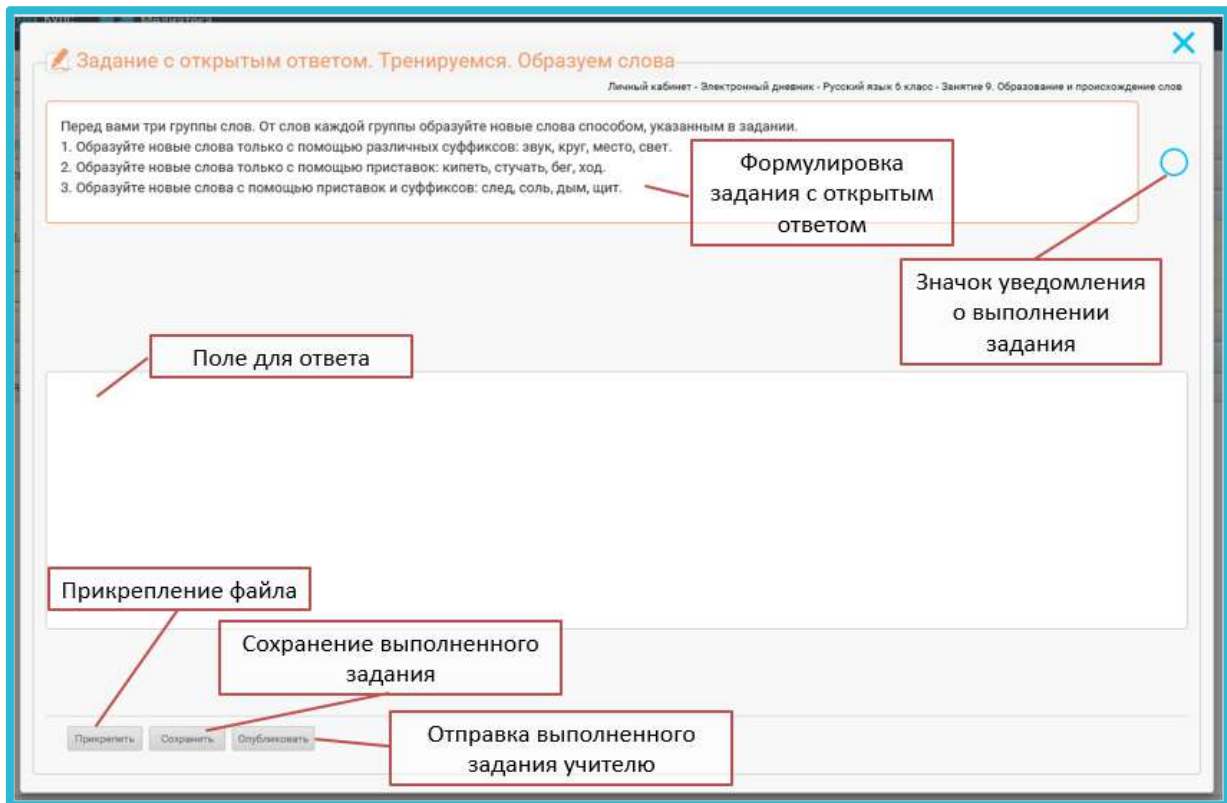 Курс
Медиатека
Задание с открытым ответом. Тренируемся. Образуем слова
Личный кабинет - Электронный дневник - Русский язык 6 класс - Занятие 9. Образование и происхождение слов
Перед вами три группы слов. От слов каждой группы образуйте новые слова способом, указанным в задании.
1. Образуйте новые слова только с помощью различных суффиксов: звук, круг, место, свет.
2. Образуйте новые слова только с помощью приставок: кипеть, стучать, бег, ход.
3. Образуйте новые слова с помощью приставок и суффиксов: след, соль, дым, щит.
Формулировка
задания с открытым
ответом
Значок уведомления
о выполнении
задания
Поле для ответа
Прикрепление файла
Сохранение выполненного
задания
Прикрепить Сохранить Опубликовать
Отправка выполненного
задания учителю